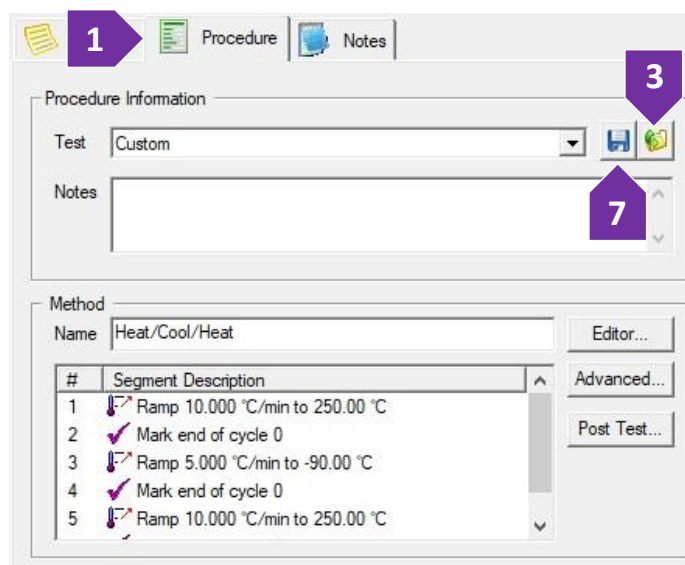 1 Procedure Notes
3
Procedure Information
Test Custom
Notes
7
Method
Name Heat/Cool/Heat Editor...
# Segment Description Advanced...
1 Ramp 10.000 °C/min to 250.00 °C
2 Mark end of cycle 0 Post Test...
3 Ramp 5.000 °C/min to -90.00 °C
4 Mark end of cycle 0
5 Ramp 10.000 °C/min to 250.00 °C